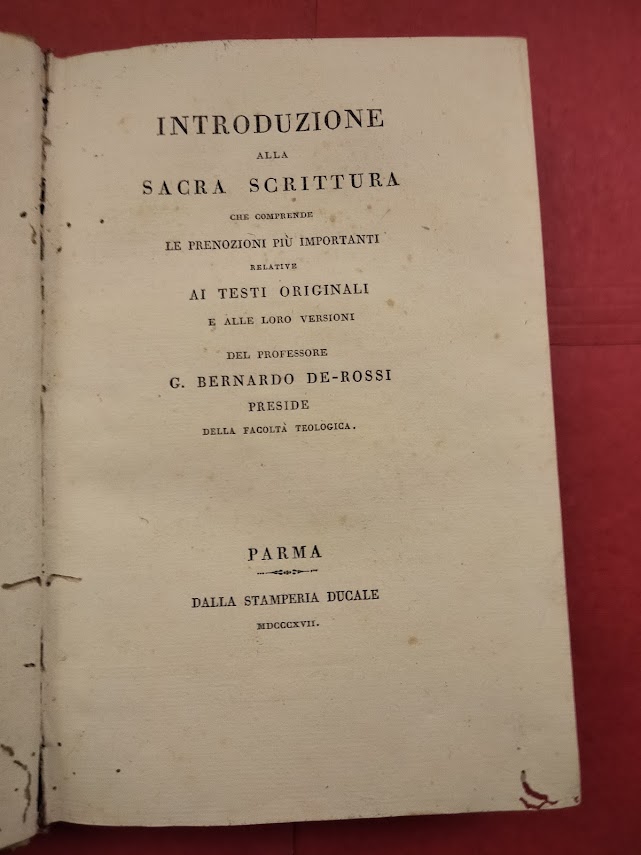 INTRODUZIONE
ALLA
SACRA SCRITTURA
CHE COMPRENDE
LE PRENOZIONI PIÙ IMPORTANTI
RELATIVE
AI TESTI ORIGINALI
E ALLE LORO VERSIONI
DEL PROFESSORE
G. BERNARDO DE-ROSSI
PRESIDE
DELLA FACOLTÀ TEOLOGICA.
PARMA
DALLA STAMPERIA DUCALE
MDCCCXVII.